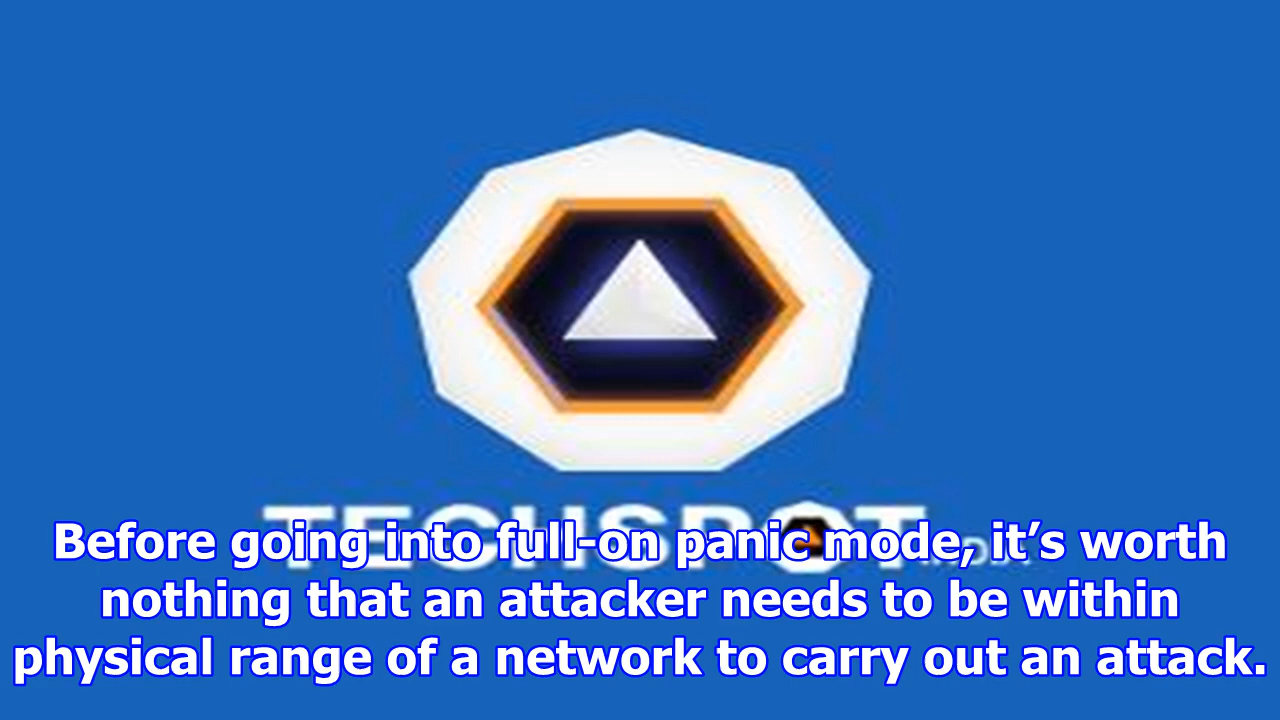 TECHSPOT
Before going into full-on panic mode, it’s worth
nothing that an attacker needs to be within
physical range of a network to carry out an attack.